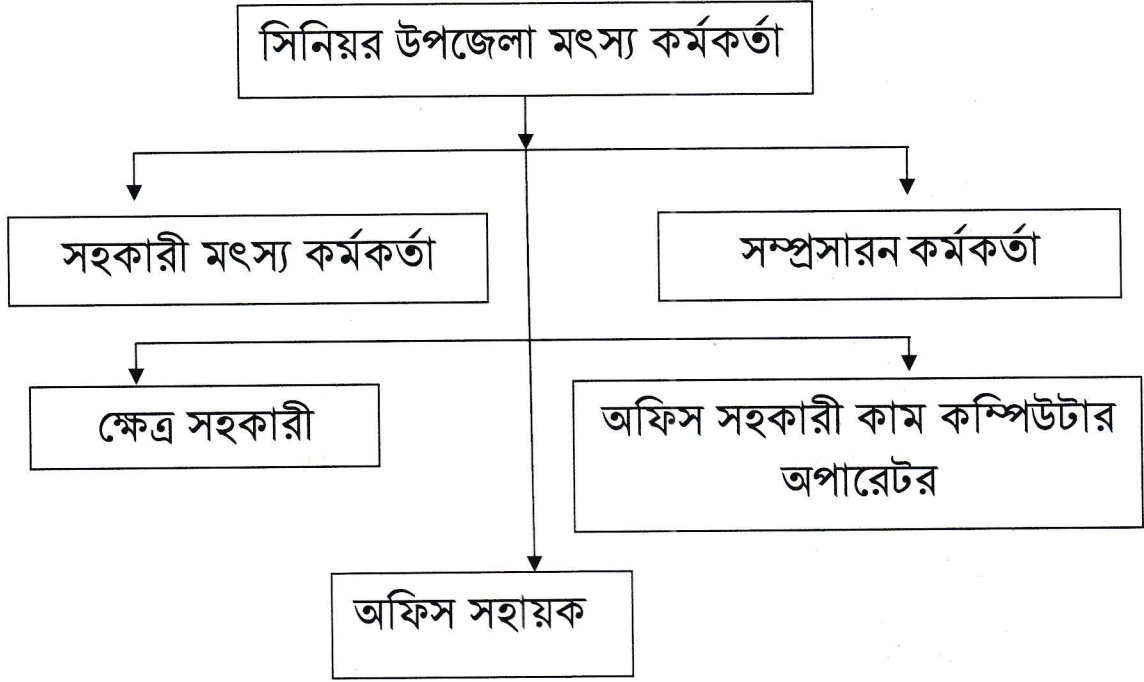 সিনিয়র উপজেলা মৎস্য কর্মকর্তা
সহকারী মৎস্য কর্মকর্তা
সম্প্রসারন কর্মকর্তা
ক্ষেত্র সহকারী
অফিস সহকারী কাম কম্পিউটার
অপারেটর
অফিস সহায়ক